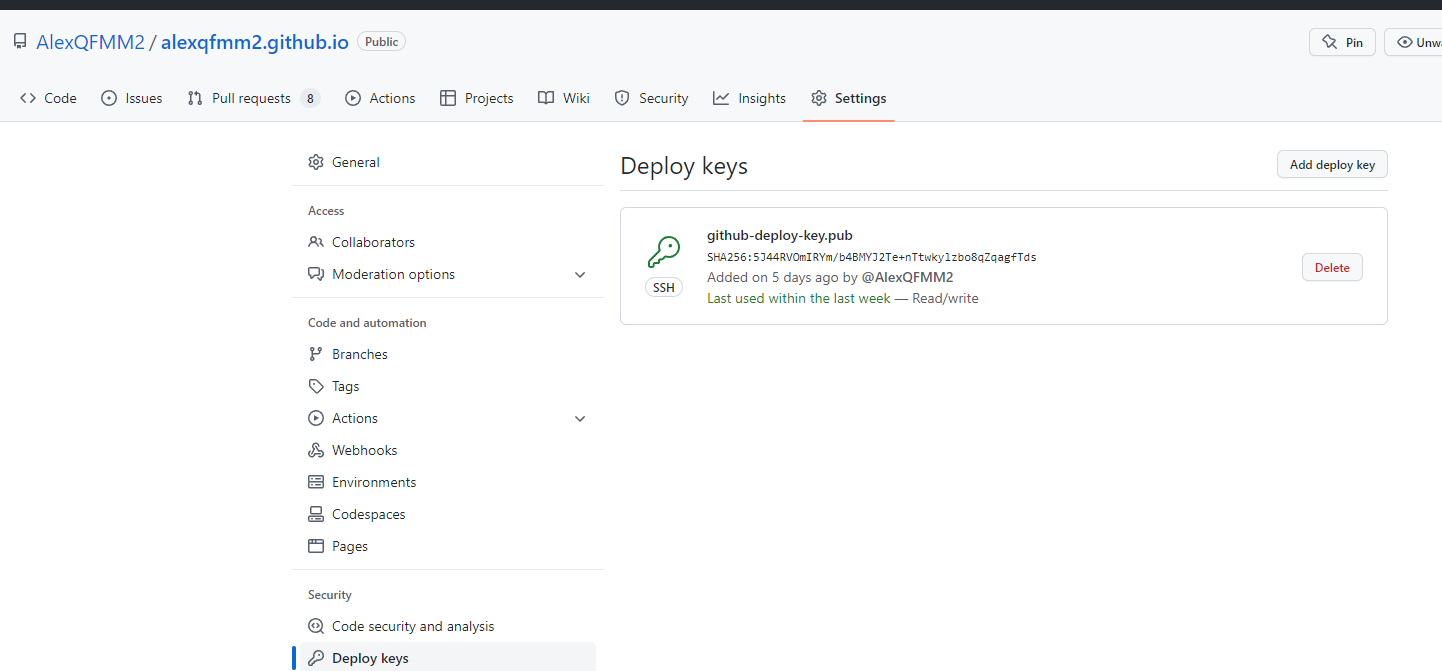 AlexQFMM2 / alexqfmm2.github.io Public
Pin
Unwa
Code Issues Pull requests 8 Actions Projects Wiki Security Insights Settings
General
Access
Collaborators
Moderation options
Code and automation
Branches
Tags
Actions
Webhooks
Environments
Codespaces
Pages
Security
Code security and analysis
Deploy keys
Deploy keys
Add deploy key
github-deploy-key.pub
SHA256:5J44RVOmIRYm/b4BMYJ2Te+nTtwkylzbo8qZqagfTds
Added on 5 days ago by @AlexQFMM2
Last used within the last week — Read/write
SSH
Delete